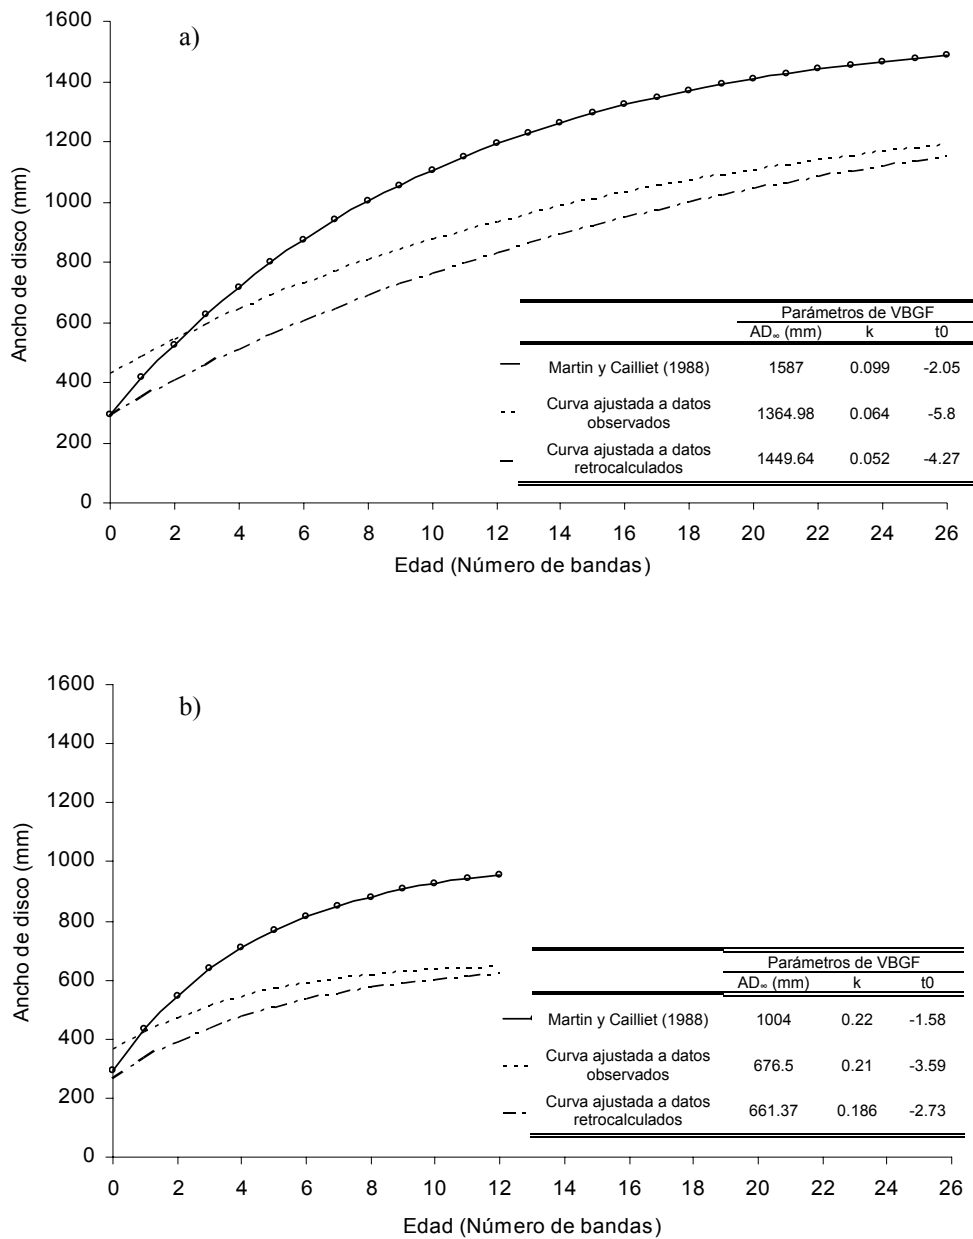 a)
1600
1400
1200
1000
800
600
400
200
0
Ancho de disco (mm)
0 2 4 6 8 10 12 14 16 18 20 22 24 26
Edad (Número de bandas)
Parámetros de VBGF
AD∞ (mm) k t0
Martin y Cailliet (1988) 1587 0.099 -2.05
Curva ajustada a datos
observados 1364.98 0.064 -5.8
Curva ajustada a datos
retrocalculados 1449.64 0.052 -4.27
b)
1600
1400
1200
1000
800
600
400
200
0
Ancho de disco (mm)
0 2 4 6 8 10 12 14 16 18 20 22 24 26
Edad (Número de bandas)
Parámetros de VBGF
AD∞ (mm) k t0
Martin y Cailliet (1988) 1004 0.22 -1.58
Curva ajustada a datos
observados 676.5 0.21 -3.59
Curva ajustada a datos
retrocalculados 661.37 0.186 -2.73